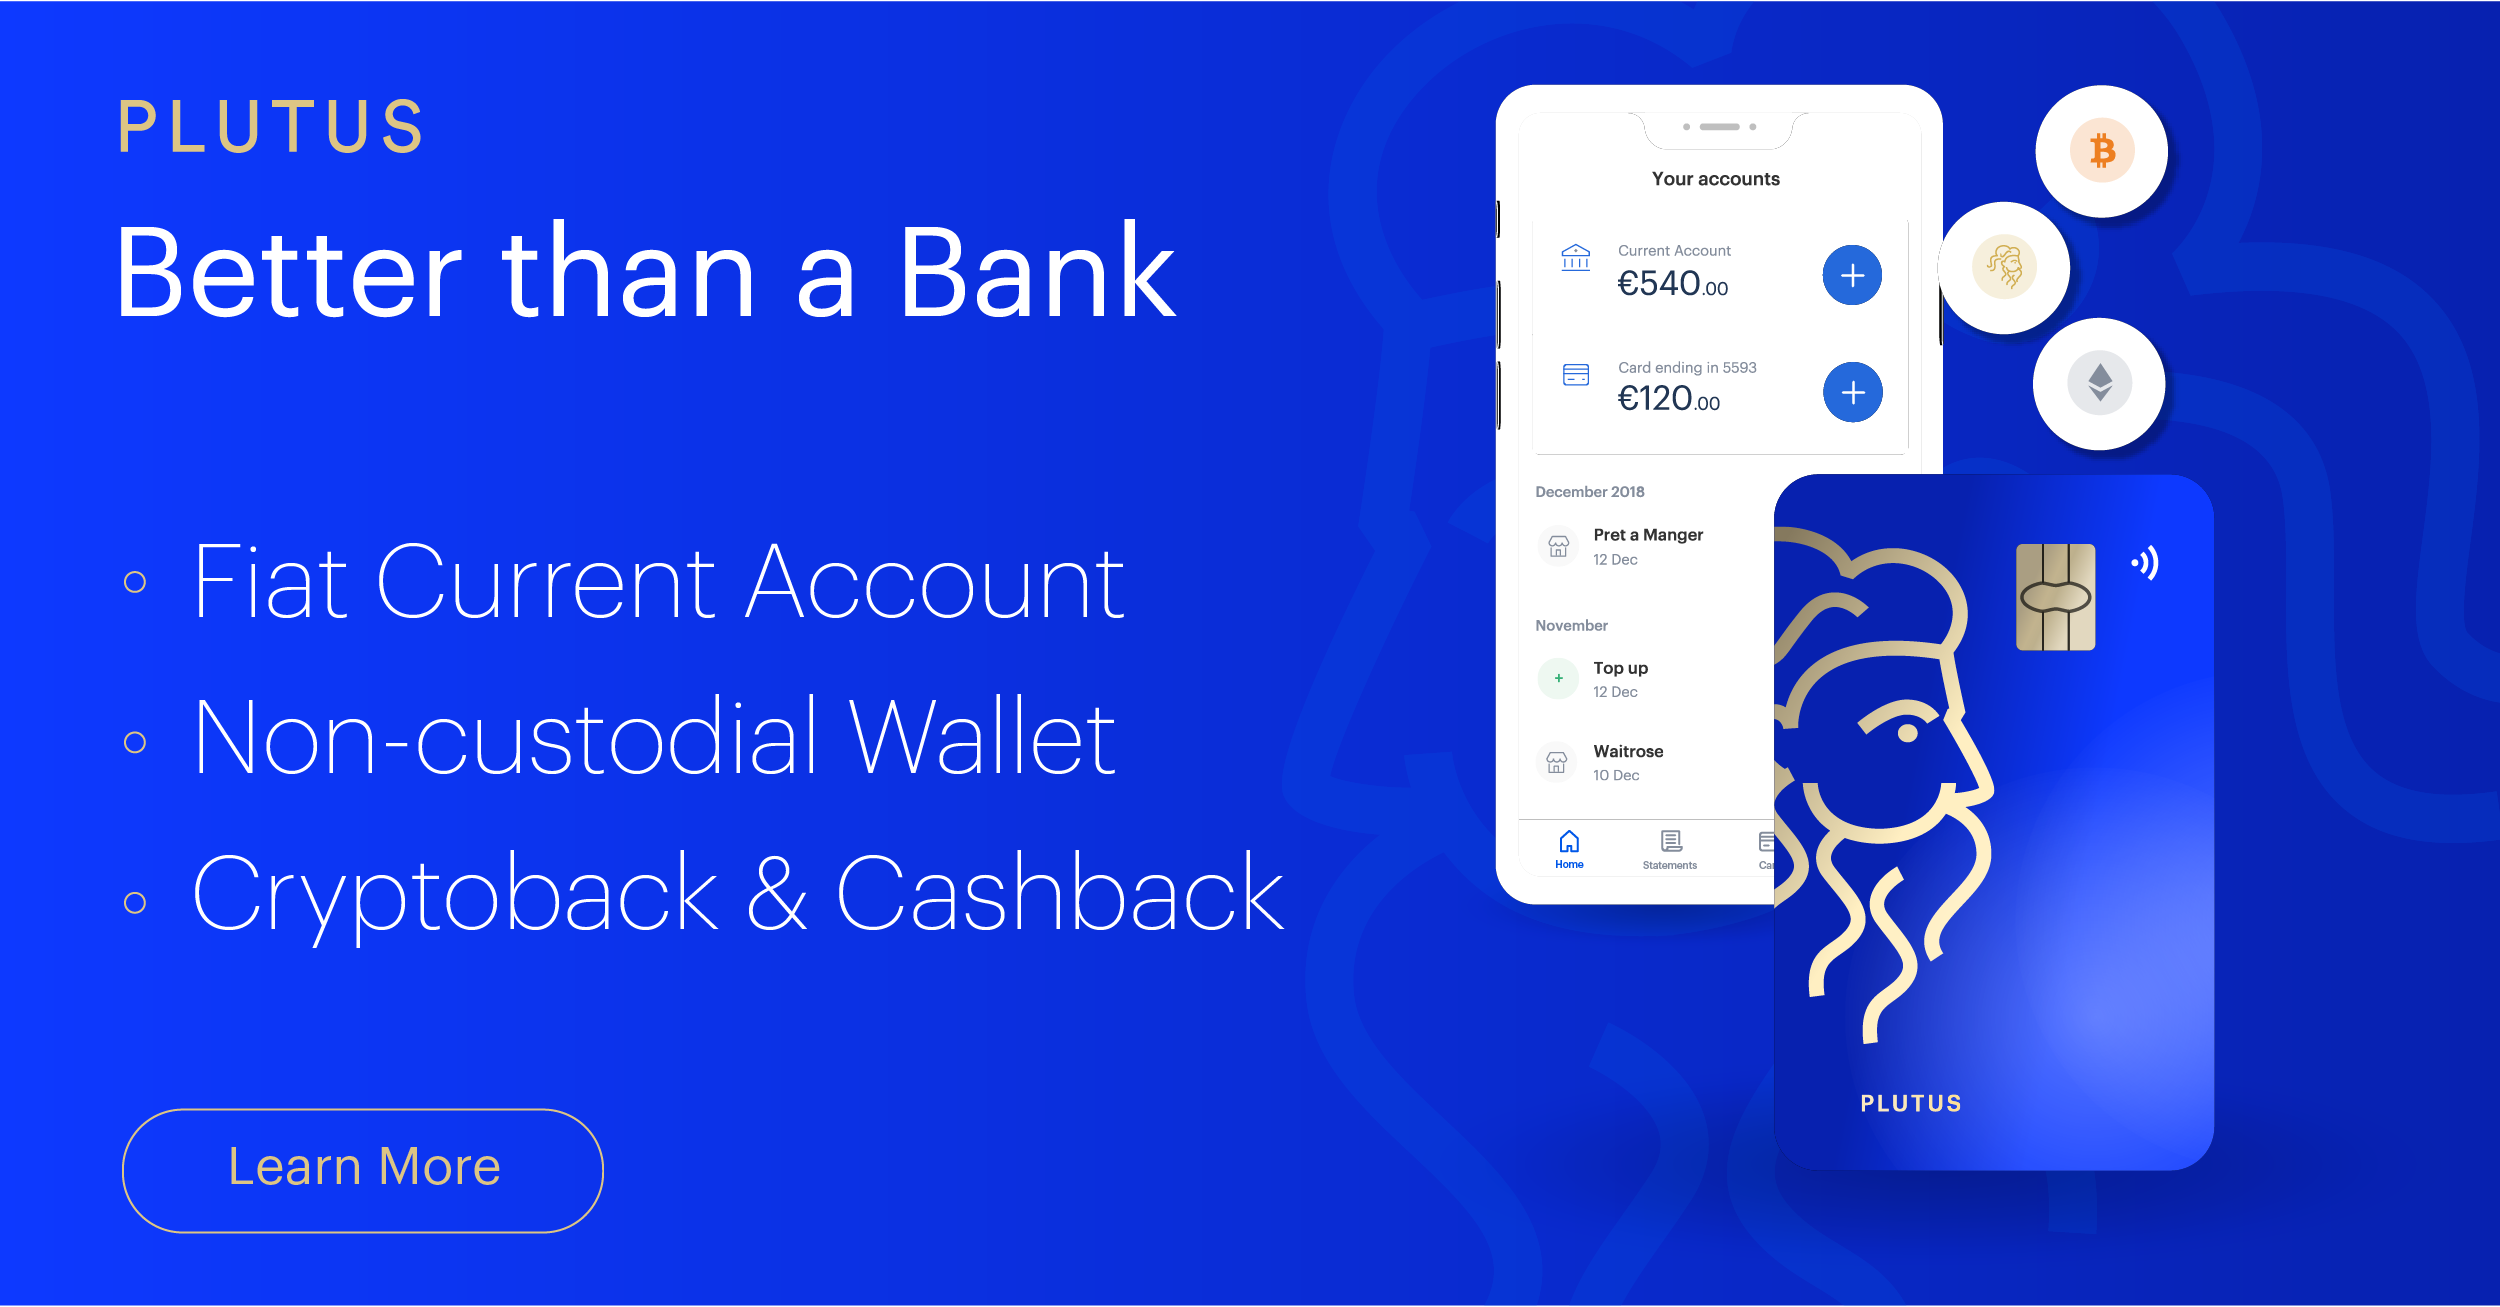 PLUTUS
Better than a Bank
Fiat Current Account
Non-custodial Wallet
Cryptoback & Cashback
Learn More
Your accounts
Current Account
€540.00
Card ending in 5593
€120.00
December 2018
Pret a Manger
12 Dec
November
Top up
12 Dec
Waitrose
10 Dec
Home
Statements
PLUTUS